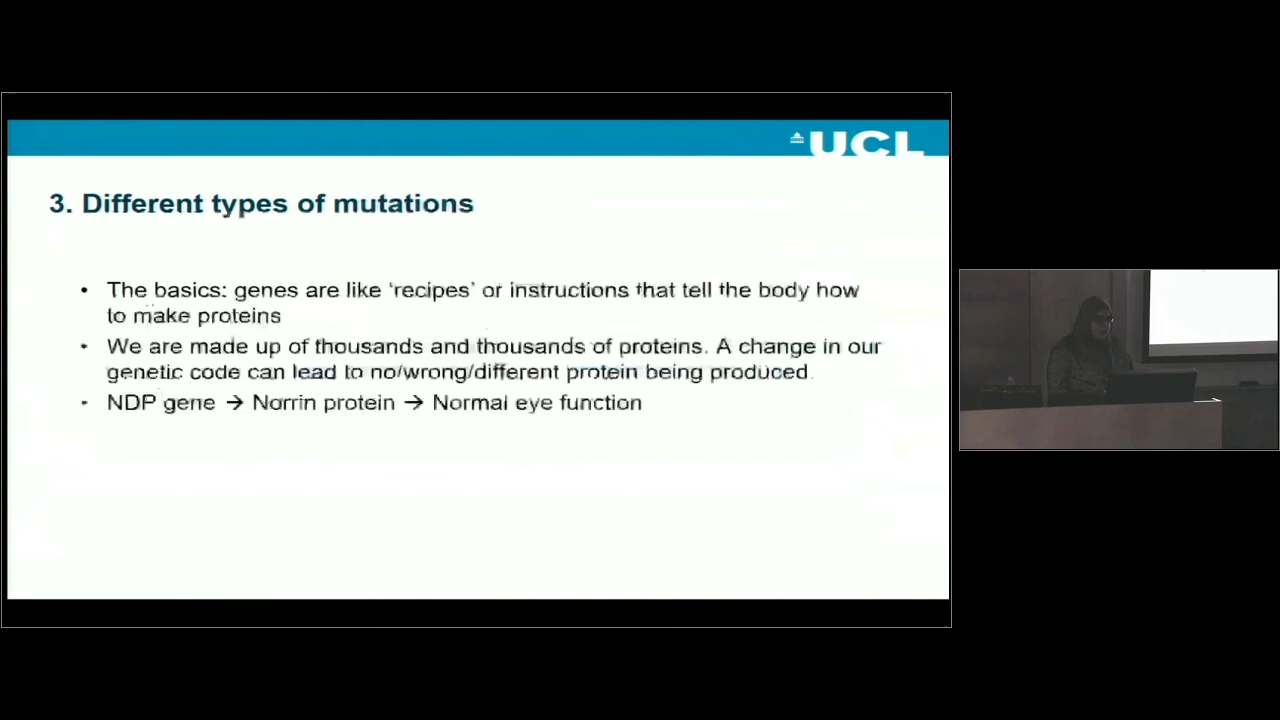 UCL
3. Different types of mutations
• The basics: genes are like 'recipes' or instructions that tell the body how
to make proteins
• We are made up of thousands and thousands of proteins. A change in our
genetic code can lead to no/wrong/different protein being produced.
• NDP gene → Norrin protein → Normal eye function